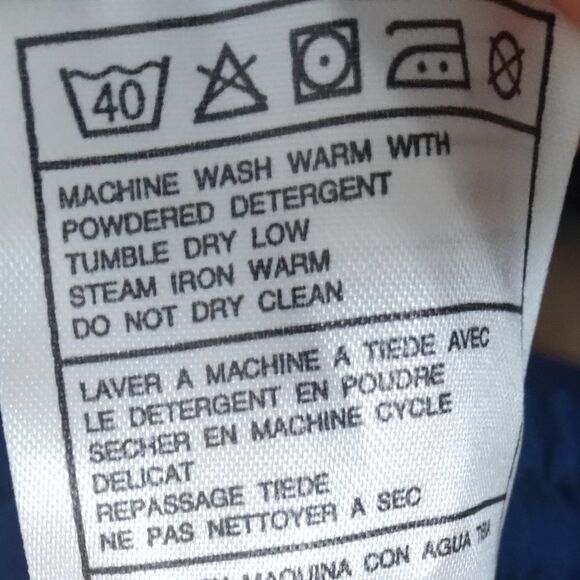 40
MACHINE WASH WARM WITH
POWDERED DETERGENT
TUMBLE DRY LOW
STEAM IRON WARM
DO NOT DRY CLEAN
LAVER A MACHINE A TIEDE AVEC
LE DETERGENT EN POUDRE
SECHER EN MACHINE CYCLE
DELICAT
REPASSAGE TIEDE
NE PAS NETTOYER A SEC
MAQUINA CON AGUA